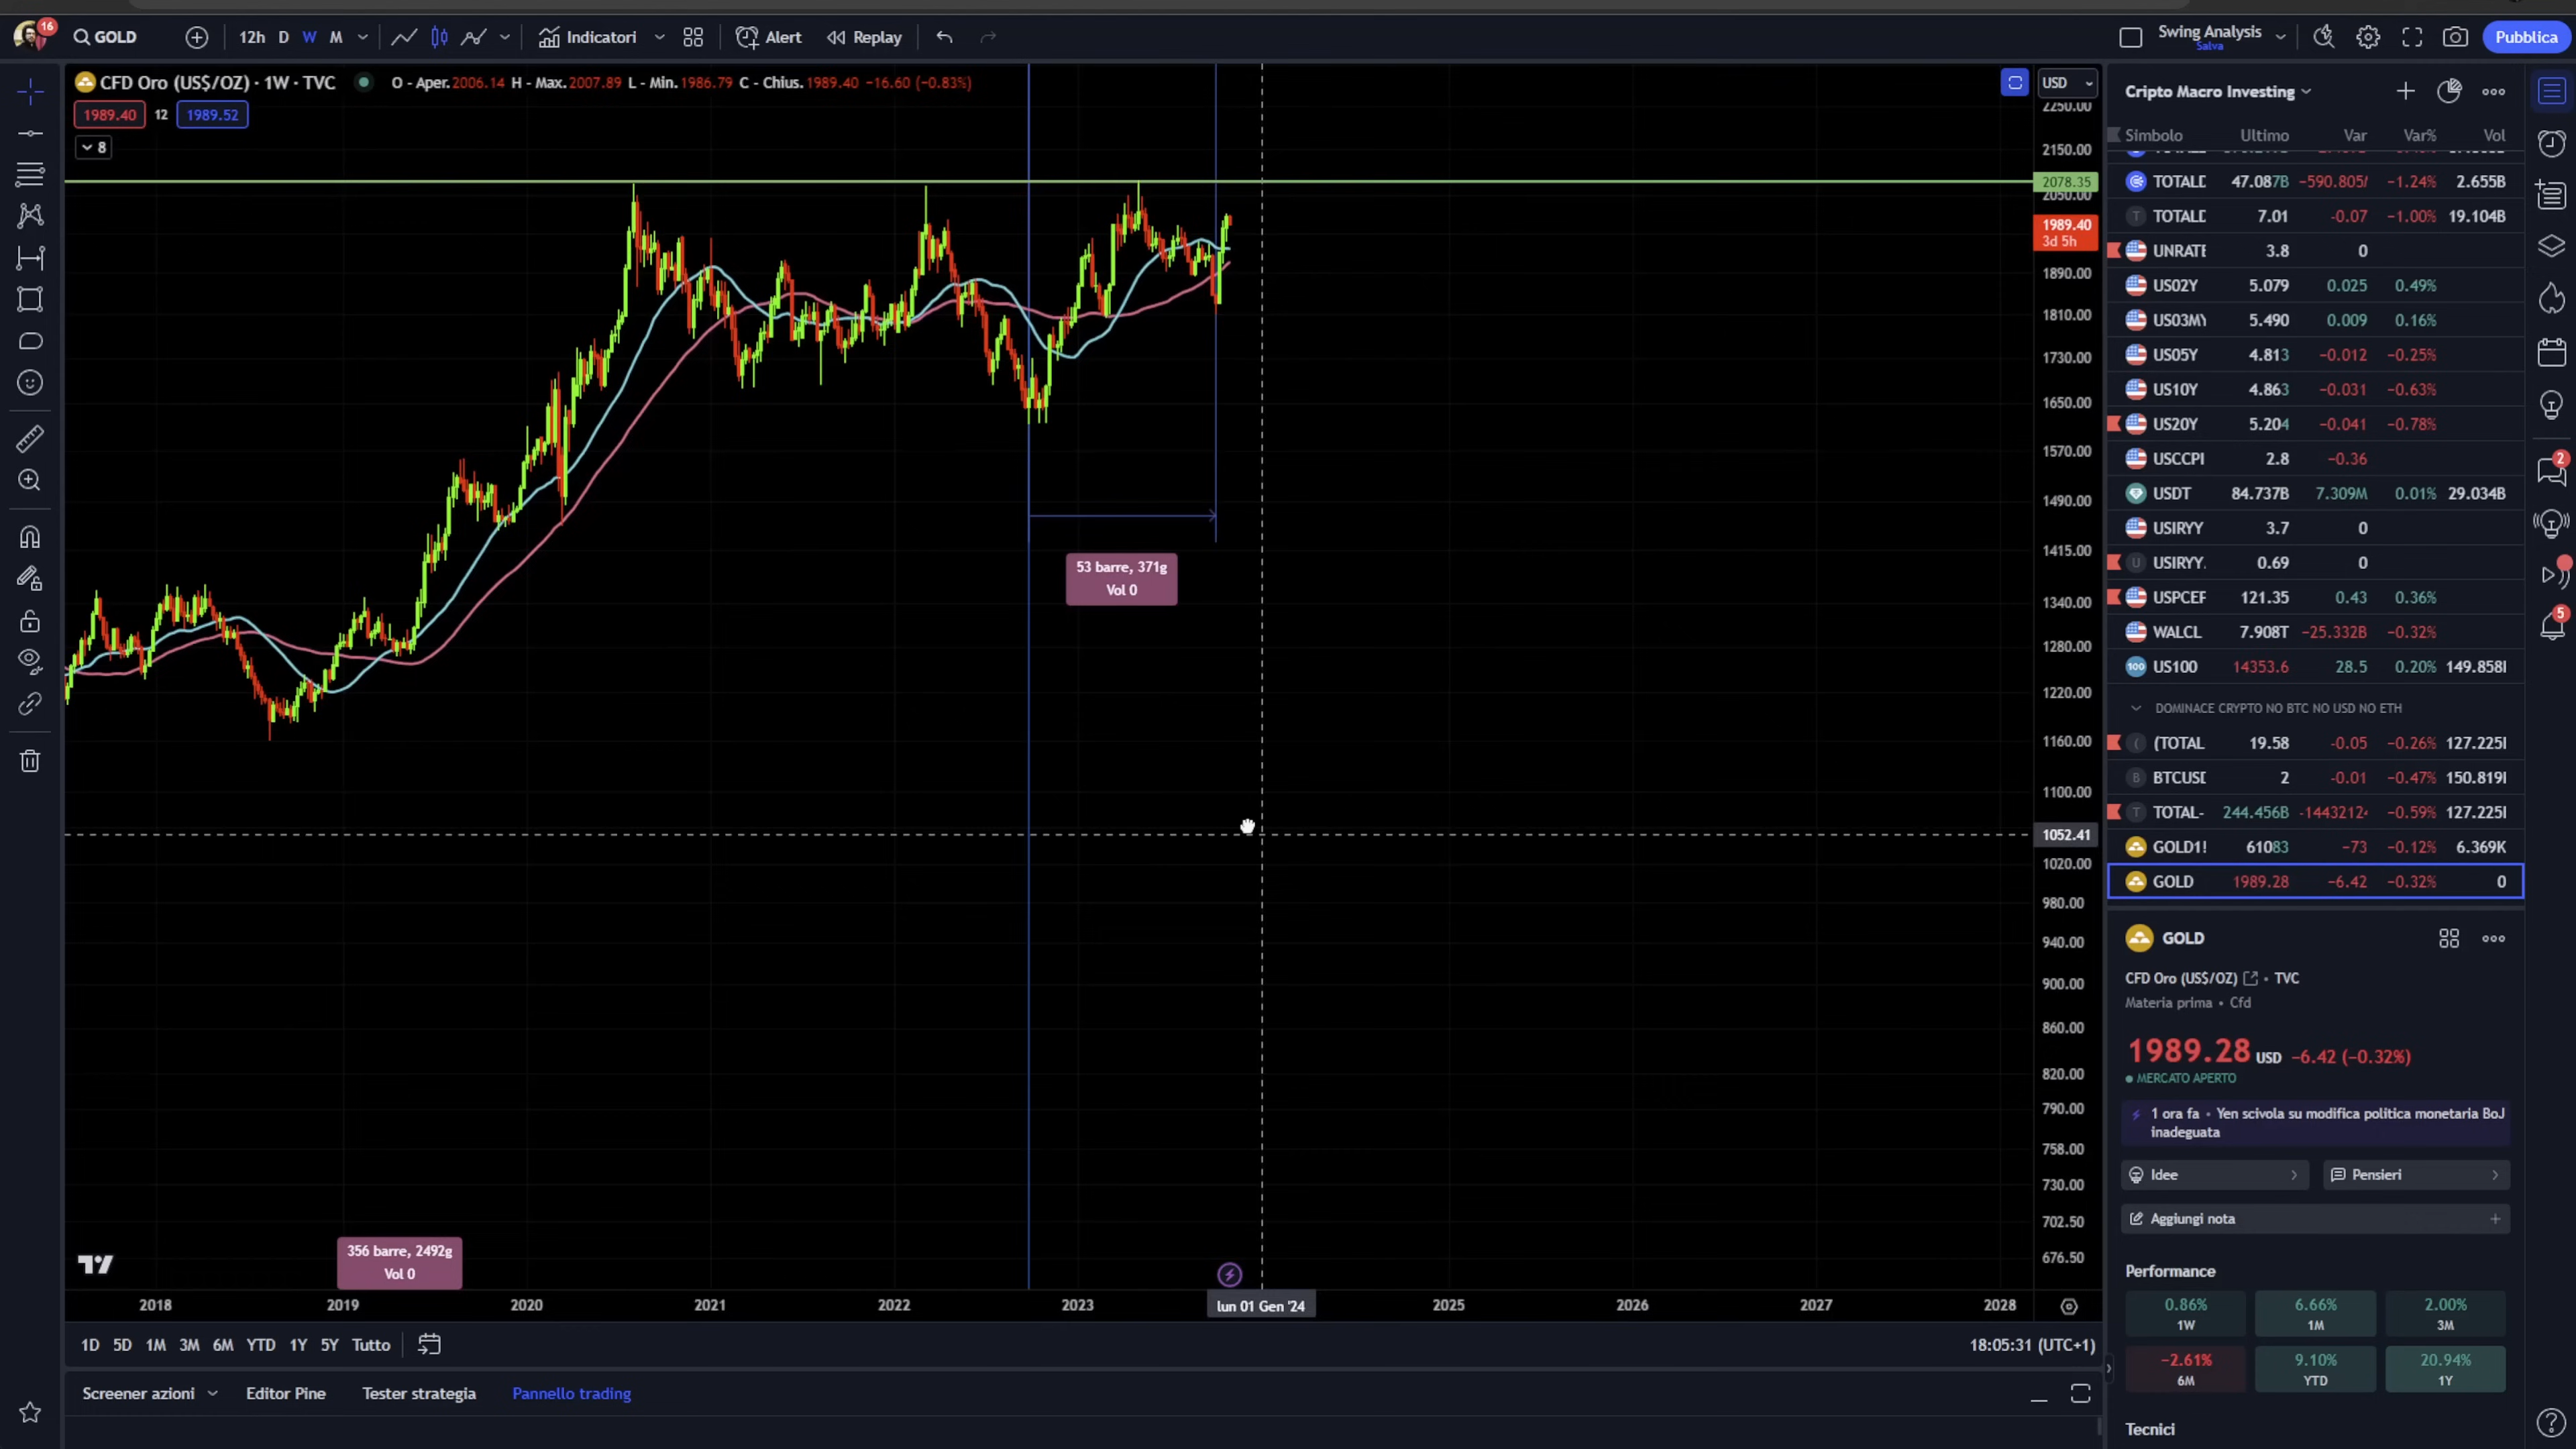 16
GOLD
12h D W M
Indicatori
Alert
Replay
Swing Analysis
Salva
Pubblica
CFD Oro (US$/OZ) · 1W · TVC
O - Aper.2006.14 H - Max.2007.89 L - Min.1986.79 C - Chius.1989.40 −16.60 (−0.83%)
1989.40 12 1989.52
8
USD
2250.00
2150.00
2078.35
2050.00
1989.40
3d 5h
1890.00
1810.00
1730.00
1650.00
1570.00
1490.00
1415.00
1340.00
1280.00
1220.00
1160.00
1100.00
1052.41
1020.00
980.00
940.00
900.00
860.00
820.00
790.00
758.00
730.00
702.50
676.50
53 barre, 371g
Vol 0
356 barre, 2492g
Vol 0
2018 2019 2020 2021 2022 2023 lun 01 Gen '24 2025 2026 2027 2028
1D 5D 1M 3M 6M YTD 1Y 5Y Tutto
18:05:31 (UTC+1)
Screener azioni
Editor Pine
Tester strategia
Pannello trading
Cripto Macro Investing
Simbolo Ultimo Var Var% Vol
TOTALD 47.087B −590.805 −1.24% 2.655B
TOTALD 7.01 −0.07 −1.00% 19.104B
UNRATE 3.8 0
US02Y 5.079 0.025 0.49%
US03MY 5.490 0.009 0.16%
US05Y 4.813 −0.012 −0.25%
US10Y 4.863 −0.031 −0.63%
US20Y 5.204 −0.041 −0.78%
USCCPI 2.8 −0.36
USDT 84.737B 7.309M 0.01% 29.034B
USIRYY 3.7 0
USIRYY. 0.69 0
USPCEF 121.35 0.43 0.36%
WALCL 7.908T −25.332B −0.32%
100 US100 14353.6 28.5 0.20% 149.858
DOMINACE CRYPTO NO BTC NO USD NO ETH
(TOTAL 19.58 −0.05 −0.26% 127.225
BTCUSD 2 −0.01 −0.47% 150.819
TOTAL- 244.456B −1443212 −0.59% 127.225
GOLD1! 61083 −73 −0.12% 6.369K
GOLD 1989.28 −6.42 −0.32% 0
GOLD
CFD Oro (US$/OZ) • TVC
Materia prima • Cfd
1989.28 USD −6.42 (−0.32%)
MERCATO APERTO
1 ora fa • Yen scivola su modifica politica monetaria BoJ
inadeguata
Idee
Pensieri
Aggiungi nota
Performance
0.86% 6.66% 2.00%
1W 1M 3M
−2.61% 9.10% 20.94%
6M YTD 1Y
Tecnici
2
5